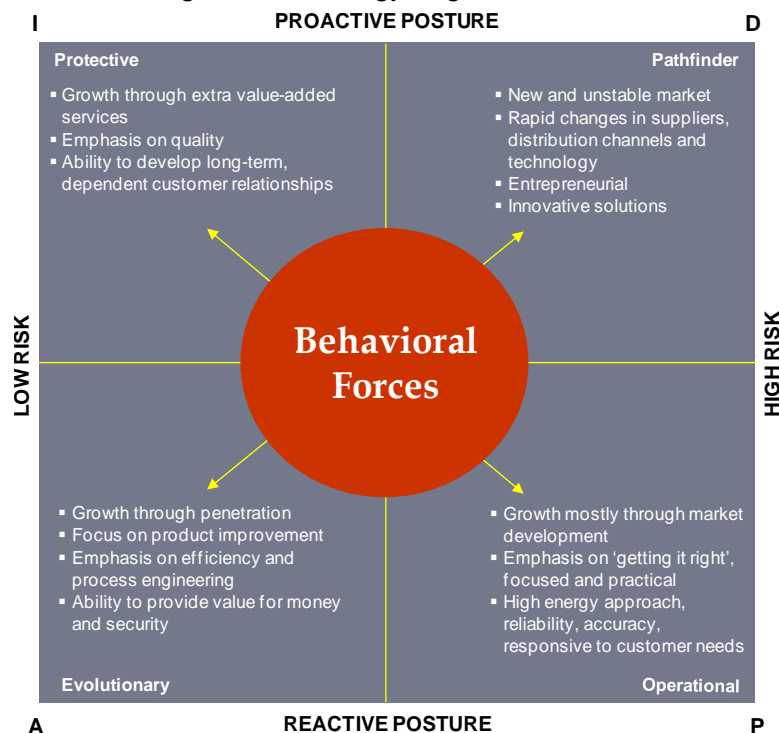 I
PROACTIVE POSTURE
D
Protective
▪ Growth through extra value-added
services
▪ Emphasis on quality
▪ Ability to develop long-term,
dependent customer relationships
Pathfinder
▪ New and unstable market
▪ Rapid changes in suppliers,
distribution channels and
technology
▪ Entrepreneurial
▪ Innovative solutions
LOW RISK
Behavioral
Forces
HIGH RISK
▪ Growth through penetration
▪ Focus on product improvement
▪ Emphasis on efficiency and
process engineering
▪ Ability to provide value for money
and security
Evolutionary
▪ Growth mostly through market
development
▪ Emphasis on ‘getting it right’,
focused and practical
▪ High energy approach,
reliability, accuracy,
responsive to customer needs
Operational
A
REACTIVE POSTURE
P